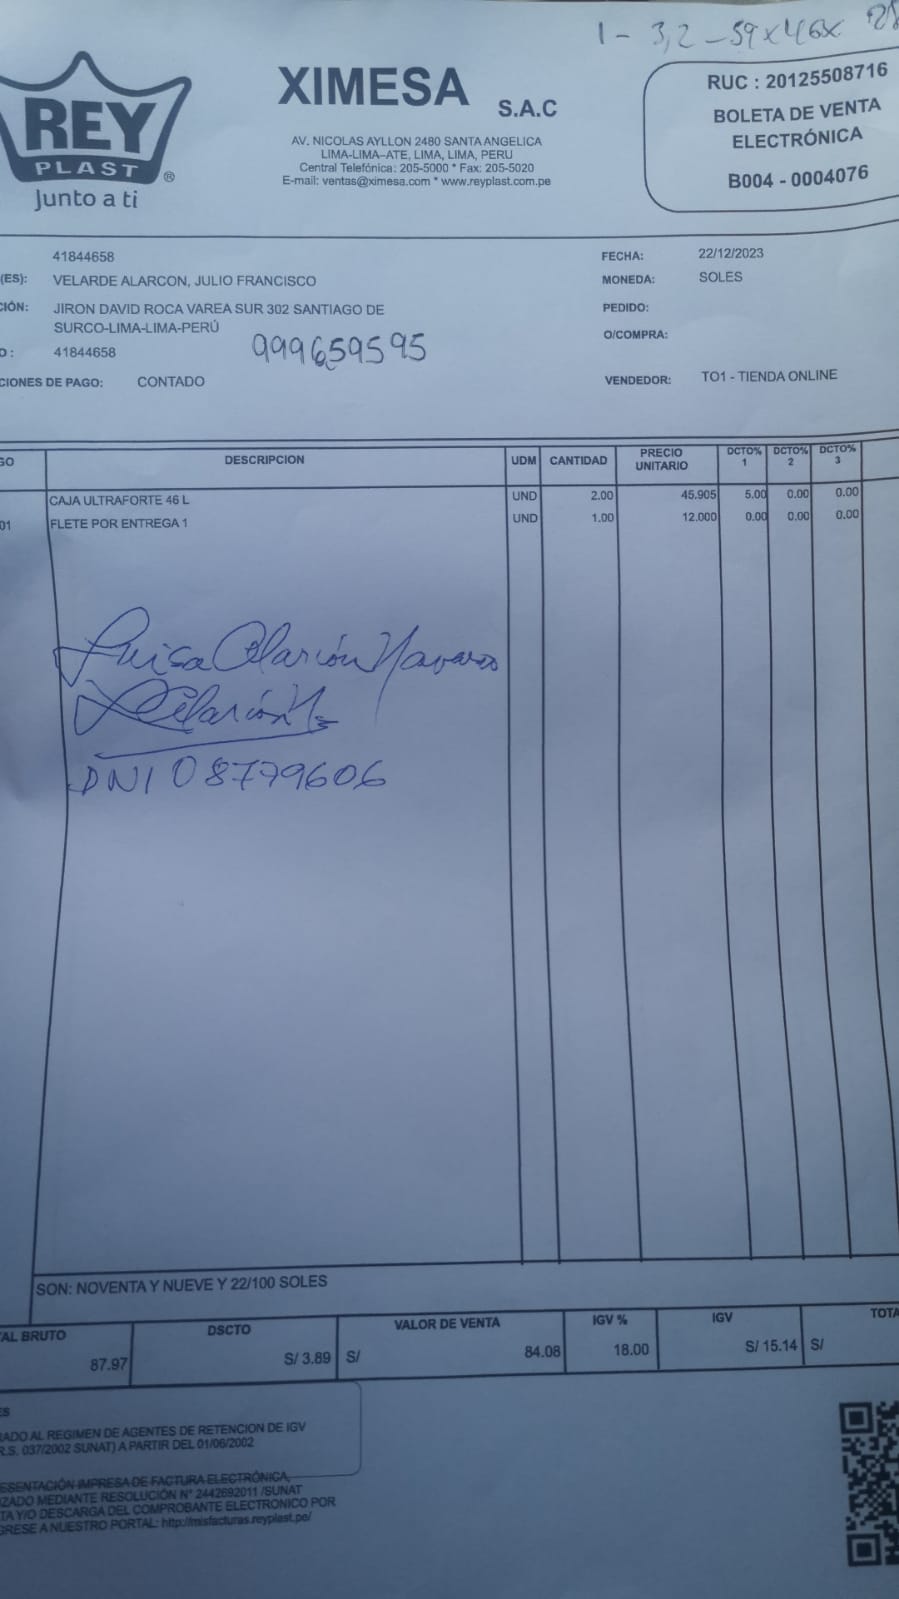 1 - 3,2 - 59x46x
REY
PLAST ®
Junto a ti
XIMESA S.A.C
AV. NICOLAS AYLLON 2480 SANTA ANGELICA
LIMA-LIMA-ATE, LIMA, LIMA, PERU
Central Telefónica: 205-5000 * Fax: 205-5020
E-mail: ventas@ximesa.com * www.reyplast.com.pe
RUC : 20125508716
BOLETA DE VENTA
ELECTRÓNICA
B004 - 0004076
41844658
(ES): VELARDE ALARCON, JULIO FRANCISCO
CIÓN: JIRON DAVID ROCA VAREA SUR 302 SANTIAGO DE
SURCO-LIMA-LIMA-PERÚ
O : 41844658
999659595
CIONES DE PAGO: CONTADO
FECHA: 22/12/2023
MONEDA: SOLES
PEDIDO:
O/COMPRA:
VENDEDOR: TO1 - TIENDA ONLINE
GO DESCRIPCION UDM CANTIDAD PRECIO UNITARIO DCTO% 1 DCTO% 2 DCTO% 3
CAJA ULTRAFORTE 46 L UND 2.00 45.905 5.00 0.00 0.00
01 FLETE POR ENTREGA 1 UND 1.00 12.000 0.00 0.00 0.00
Luisa Alarcón Navarro
LAlarcónN
DNI 08779606
SON: NOVENTA Y NUEVE Y 22/100 SOLES
AL BRUTO DSCTO VALOR DE VENTA IGV % IGV TOTA
87.97 S/ 3.89 S/ 84.08 18.00 S/ 15.14 S/
ES
RADO AL REGIMEN DE AGENTES DE RETENCION DE IGV
R.S. 037/2002 SUNAT) A PARTIR DEL 01/06/2002
ESENTACIÓN IMPRESA DE FACTURA ELECTRÓNICA,
IZADO MEDIANTE RESOLUCIÓN N° 2442692011 /SUNAT
TA Y/O DESCARGA DEL COMPROBANTE ELECTRONICO POR
GRESE A NUESTRO PORTAL: http://misfacturas.reyplast.pe/